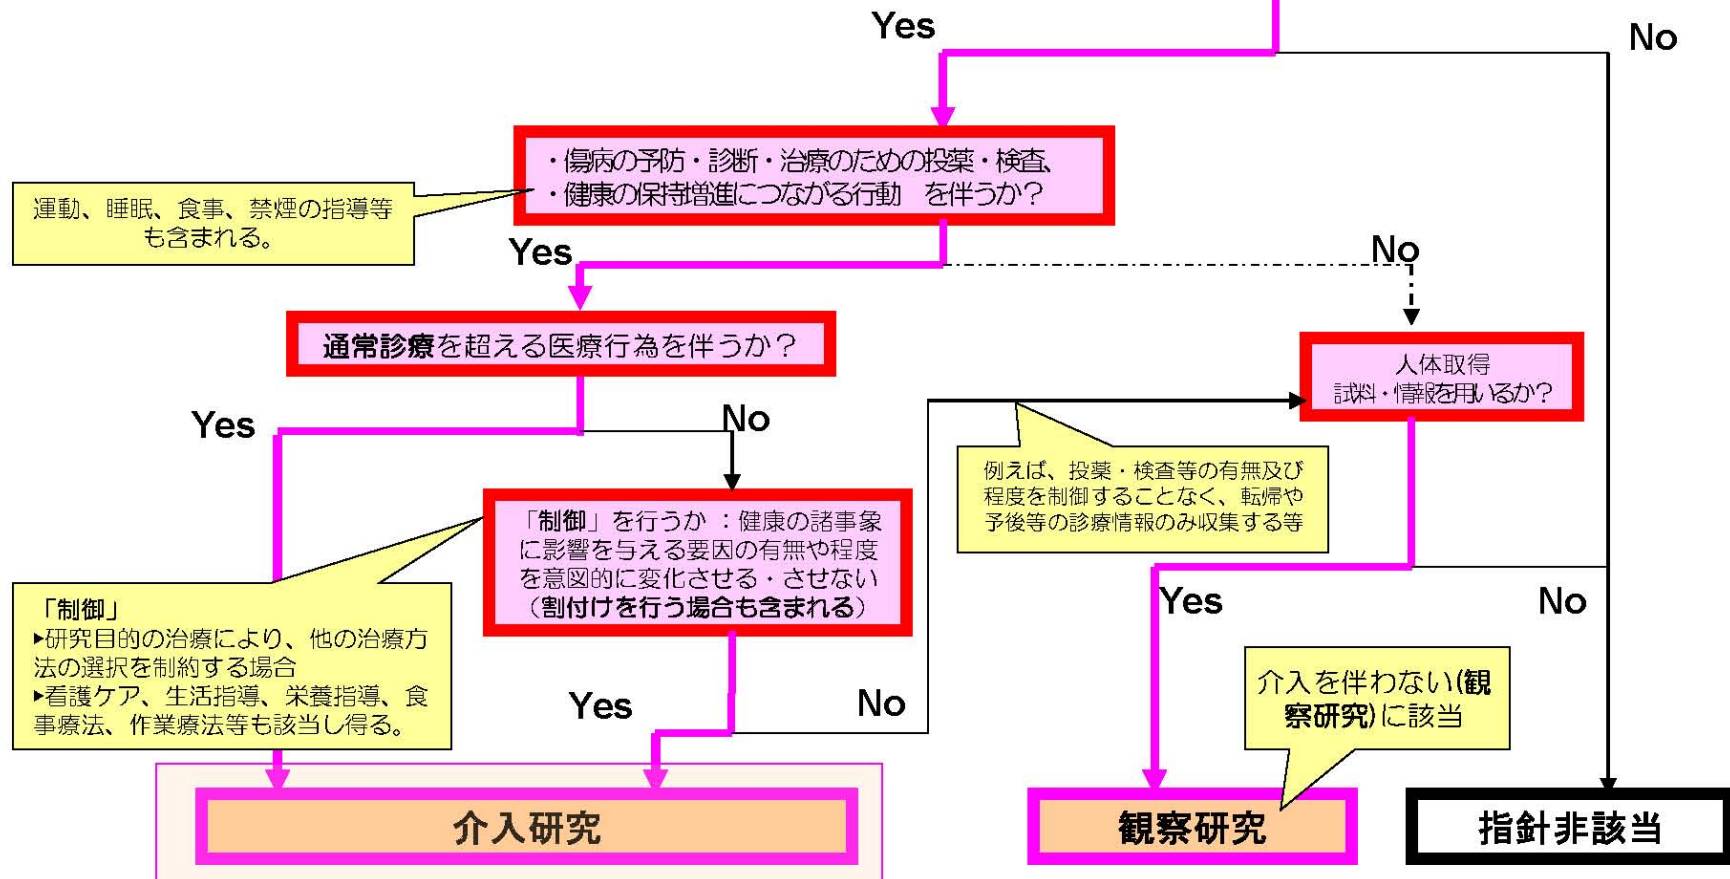 Yes
No
・傷病の予防・診断・治療のための投薬・検査、
・健康の保持増進につながる行動　を伴うか？
運動、睡眠、食事、禁煙の指導等
も含まれる。
Yes
No
通常診療を超える医療行為を伴うか？
人体取得
試料・情報を用いるか？
Yes
No
例えば、投薬・検査等の有無及び
程度を制御することなく、転帰や
予後等の診療情報のみ収集する等
「制御」を行うか ：健康の諸事象
に影響を与える要因の有無や程度
を意図的に変化させる・させない
（割付けを行う場合も含まれる）
「制御」
▶研究目的の治療により、他の治療方
法の選択を制約する場合
▶看護ケア、生活指導、栄養指導、食
事療法、作業療法等も該当し得る。
Yes
No
Yes
No
介入を伴わない(観
察研究)に該当
介入研究
観察研究
指針非該当